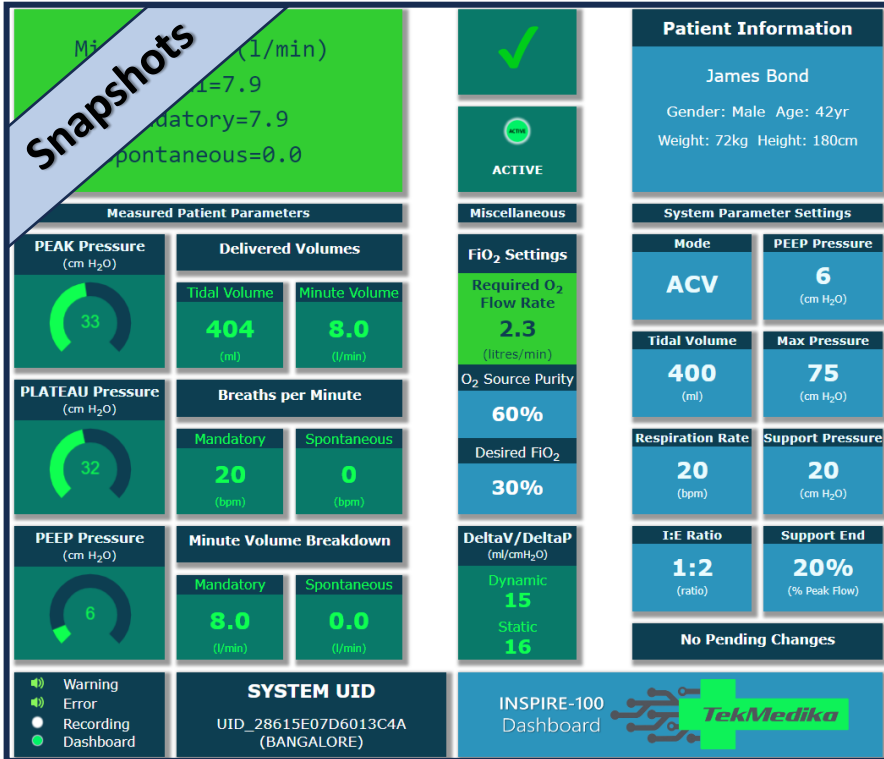 Snapshots
(l/min)
=7.9
=7.9
=0.0
ACTIVE
ACTIVE
Patient Information
James Bond
Gender: Male Age: 42yr
Weight: 72kg Height: 180cm
Measured Patient Parameters
Miscellaneous
System Parameter Settings
PEAK Pressure
(cm H₂O)
33
Delivered Volumes
Tidal Volume
404
(ml)
Minute Volume
8.0
(l/min)
PLATEAU Pressure
(cm H₂O)
32
Breaths per Minute
Mandatory
20
(bpm)
Spontaneous
0
(bpm)
PEEP Pressure
(cm H₂O)
6
Minute Volume Breakdown
Mandatory
8.0
(l/min)
Spontaneous
0.0
(l/min)
FiO₂ Settings
Required O₂
Flow Rate
2.3
(litres/min)
O₂ Source Purity
60%
Desired FiO₂
30%
DeltaV/DeltaP
(ml/cmH₂O)
Dynamic
15
Static
16
Mode
ACV
PEEP Pressure
6
(cm H₂O)
Tidal Volume
400
(ml)
Max Pressure
75
(cm H₂O)
Respiration Rate
20
(bpm)
Support Pressure
20
(cm H₂O)
I:E Ratio
1:2
(ratio)
Support End
20%
(% Peak Flow)
No Pending Changes
Warning
Error
Recording
Dashboard
SYSTEM UID
UID_28615E07D6013C4A
(BANGALORE)
INSPIRE-100
Dashboard
TekMedika